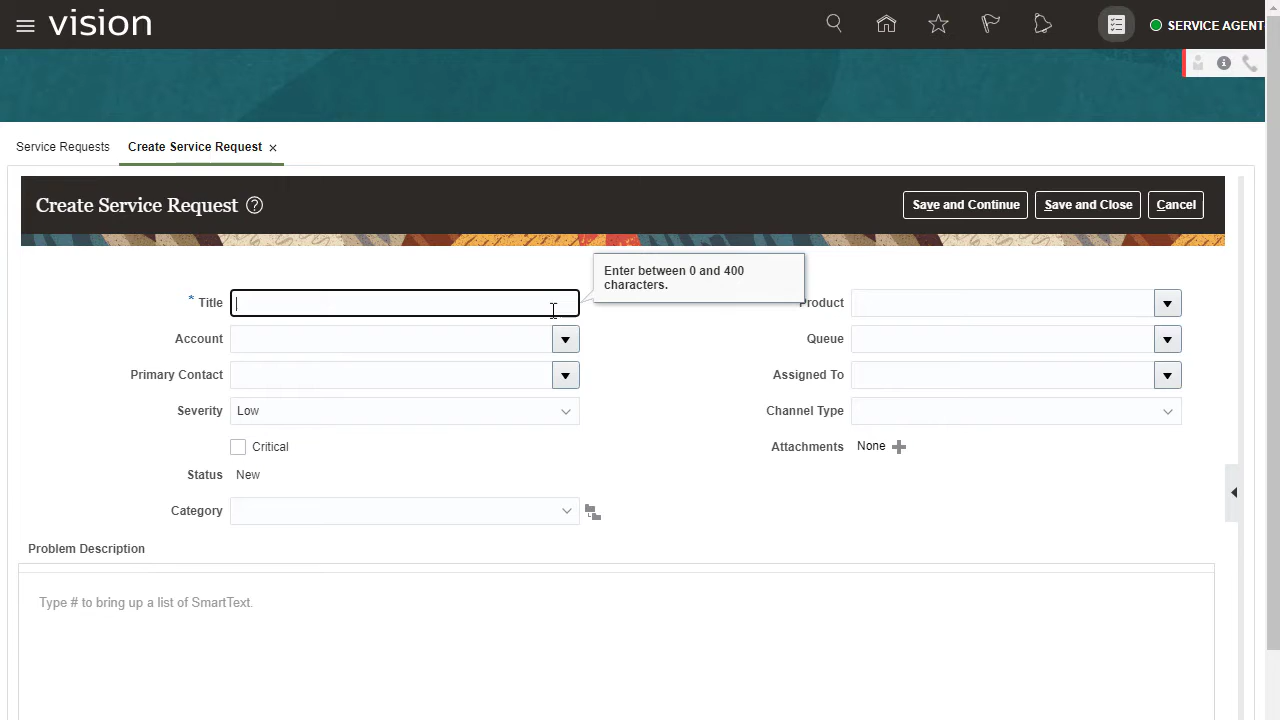 vision
SERVICE AGENT
Service Requests
Create Service Request ×
Create Service Request ?
Save and Continue
Save and Close
Cancel
Enter between 0 and 400
characters.
* Title
Product
Account
Queue
Primary Contact
Assigned To
Severity
Low
Channel Type
Critical
Attachments
None
Status
New
Category
Problem Description
Type # to bring up a list of SmartText.